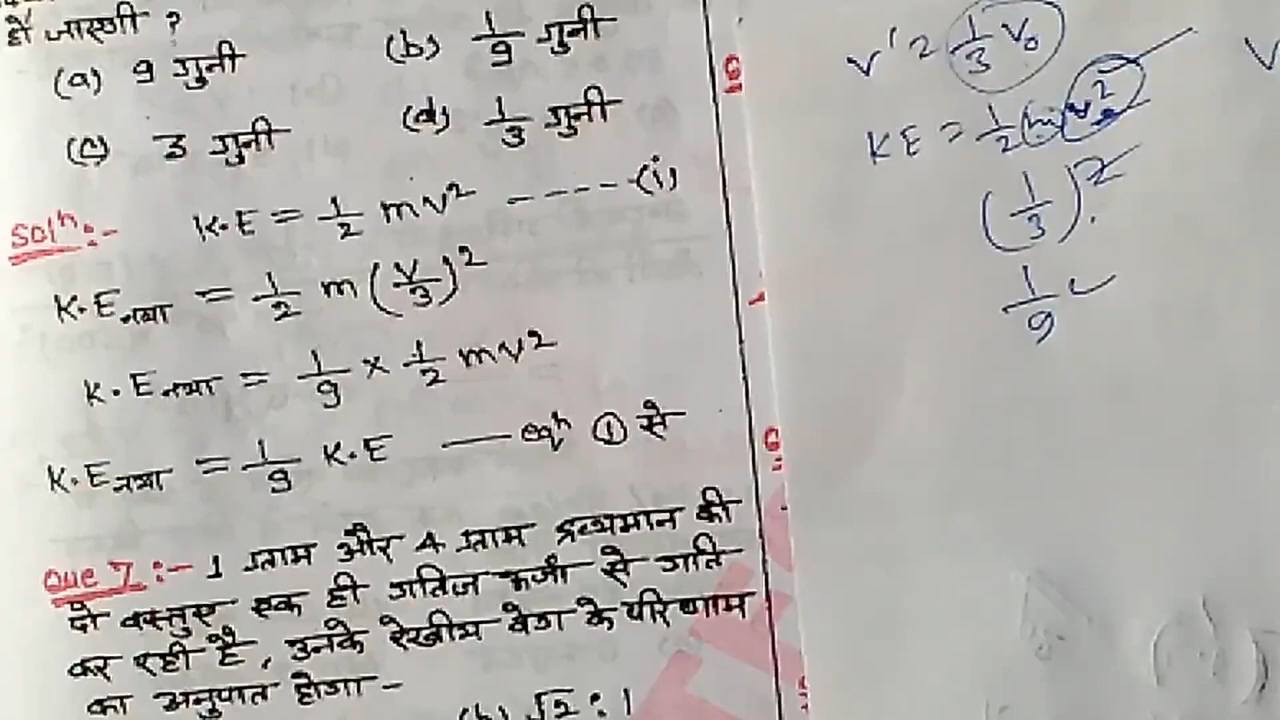 हो जाएगी ?
(a) 9 गुनी
(b) 1/9 गुनी
(c) 3 गुनी
(d) 1/3 गुनी
Solⁿ:-
K.E = 1/2 mv² ---- (i)
K.E नया = 1/2 m (v/3)²
K.E नया = 1/9 × 1/2 mv²
K.E नया = 1/9 K.E — eqⁿ ① से
Que 7 :- 1 ग्राम और 4 ग्राम द्रव्यमान की
दो वस्तुए एक ही गतिज ऊर्जा से गति
कर रही है, उनके रेखीय वेग के परिणाम
का अनुपात होगा -
(b) √2 : 1
v' = 1/3 v₀
KE = 1/2 m v²
(1/3)²
1/9